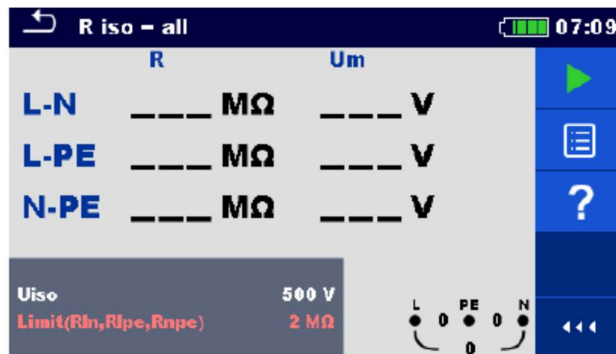 R iso – all 07:09
R Um
L-N ___ MΩ ___ V
L-PE ___ MΩ ___ V
N-PE ___ MΩ ___ V
?
Uiso 500 V
Limit(Rln,Rlpe,Rnpe) 2 MΩ
L PE N
0 0
0